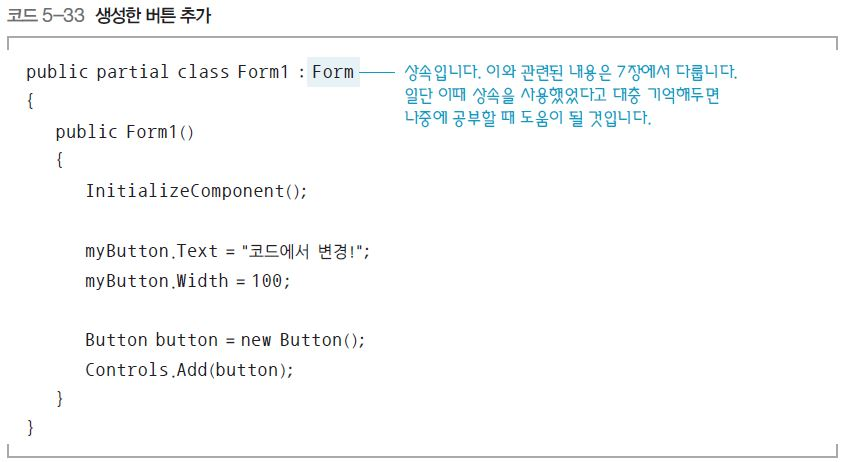 코드 5-33 생성한 버튼 추가
public partial class Form1 : Form
상속입니다. 이와 관련된 내용은 7장에서 다룹니다.
일단 이때 상속을 사용했었다고 대충 기억해두면
나중에 공부할 때 도움이 될 것입니다.
{
public Form1()
{
InitializeComponent();
myButton.Text = "코드에서 변경!";
myButton.Width = 100;
Button button = new Button();
Controls.Add(button);
}
}